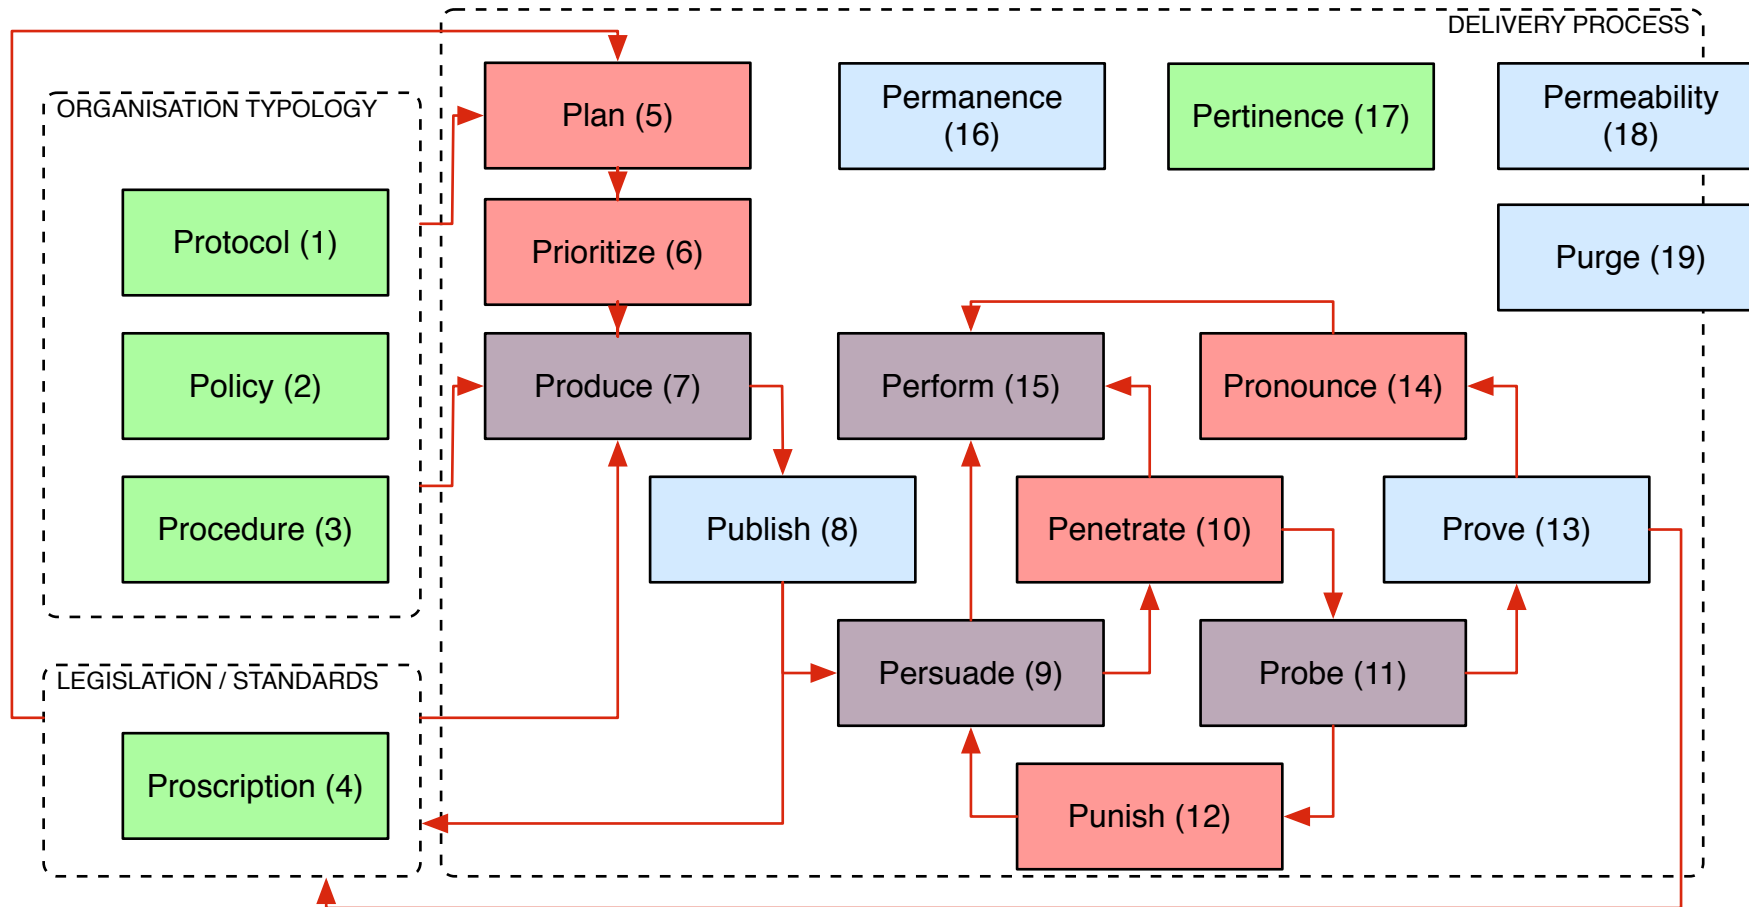 DELIVERY PROCESS
ORGANISATION TYPOLOGY
Plan (5)
Permanence
(16)
Pertinence (17)
Permeability
(18)
Protocol (1)
Prioritize (6)
Purge (19)
Policy (2)
Produce (7)
Perform (15)
Pronounce (14)
Procedure (3)
Publish (8)
Penetrate (10)
Prove (13)
LEGISLATION / STANDARDS
Persuade (9)
Probe (11)
Proscription (4)
Punish (12)